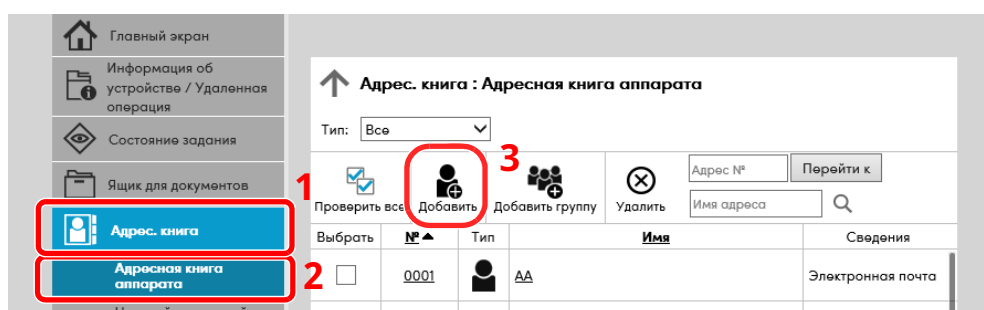 Главный экран
Информация об
устройстве / Удаленная
операция
Состояние задания
Ящик для документов
1
Адрес. книга
2
Адресная книга
аппарата
Адрес. книга : Адресная книга аппарата
Тип: Все
3
Проверить все Добавить Добавить группу Удалить
Адрес № Перейти к
Имя адреса
Выбрать № Тип Имя Сведения
0001 AA Электронная почта